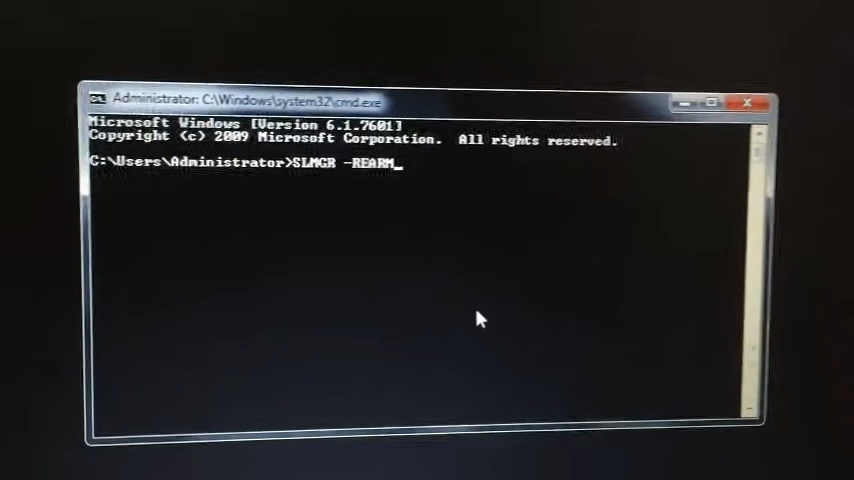 Administrator: C:\Windows\system32\cmd.exe
Microsoft Windows [Version 6.1.7601]
Copyright (c) 2009 Microsoft Corporation. All rights reserved.
C:\Users\Administrator>SLMGR -REARM_